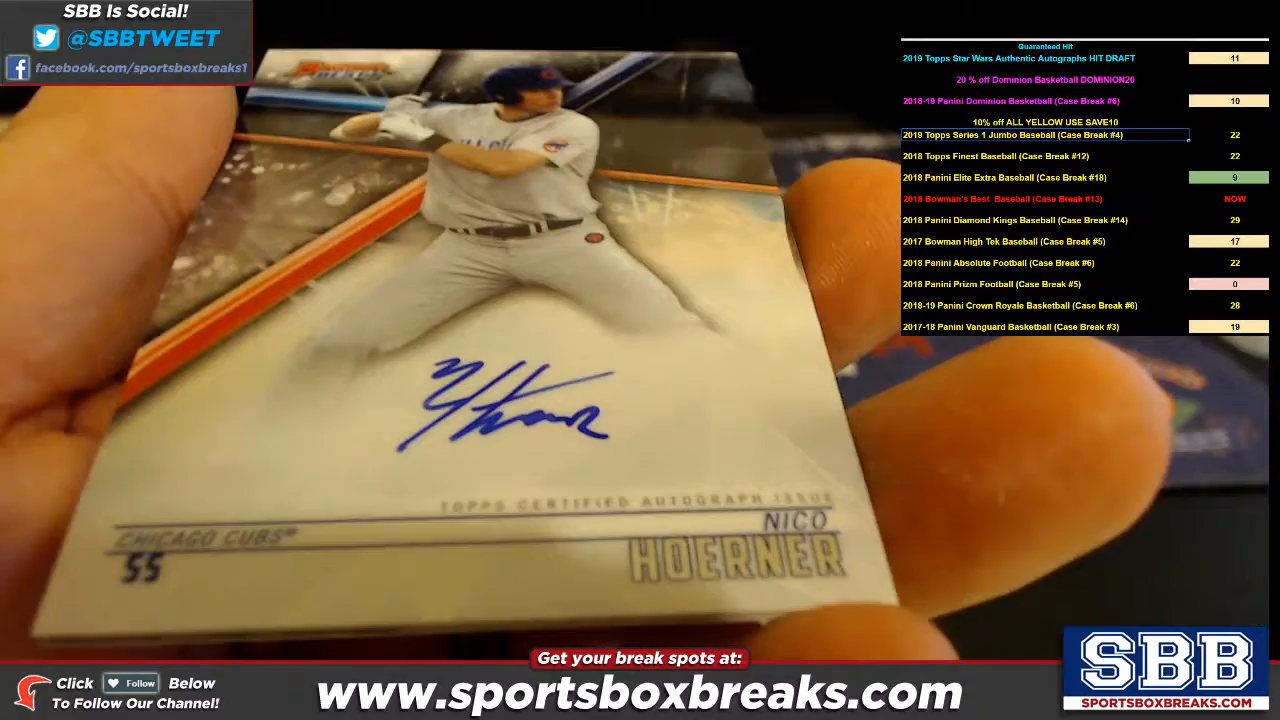 SBB Is Social!
@SBBTWEET
facebook.com/sportsboxbreaks1
Guaranteed Hit
2019 Topps Star Wars Authentic Autographs HIT DRAFT 11
20 % off Dominion Basketball DOMINION20
2018-19 Panini Dominion Basketball (Case Break #6) 10
10% off ALL YELLOW USE SAVE10
2019 Topps Series 1 Jumbo Baseball (Case Break #4) 22
2018 Topps Finest Baseball (Case Break #12) 22
2018 Panini Elite Extra Baseball (Case Break #18) 9
2018 Bowman's Best Baseball (Case Break #13) NOW
2018 Panini Diamond Kings Baseball (Case Break #14) 29
2017 Bowman High Tek Baseball (Case Break #5) 17
2018 Panini Absolute Football (Case Break #6) 22
2018 Panini Prizm Football (Case Break #5) 0
2018-19 Panini Crown Royale Basketball (Case Break #6) 28
2017-18 Panini Vanguard Basketball (Case Break #3) 19
TOPPS CERTIFIED AUTOGRAPH ISSUE
CHICAGO CUBS®
NICO
55
HOERNER
Get your break spots at:
Click Follow Below
To Follow Our Channel!
www.sportsboxbreaks.com
SBB
SPORTSBOXBREAKS.COM